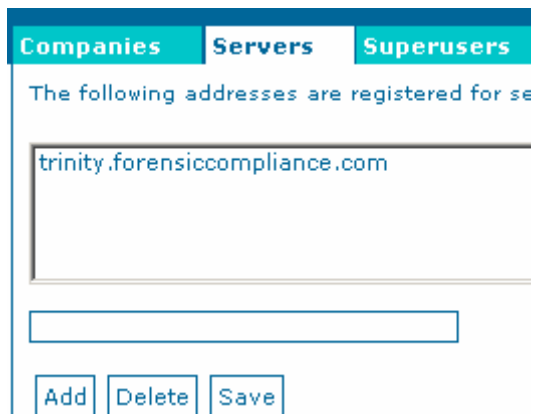 Companies Servers Superusers
The following addresses are registered for se
trinity.forensiccompliance.com
Add Delete Save